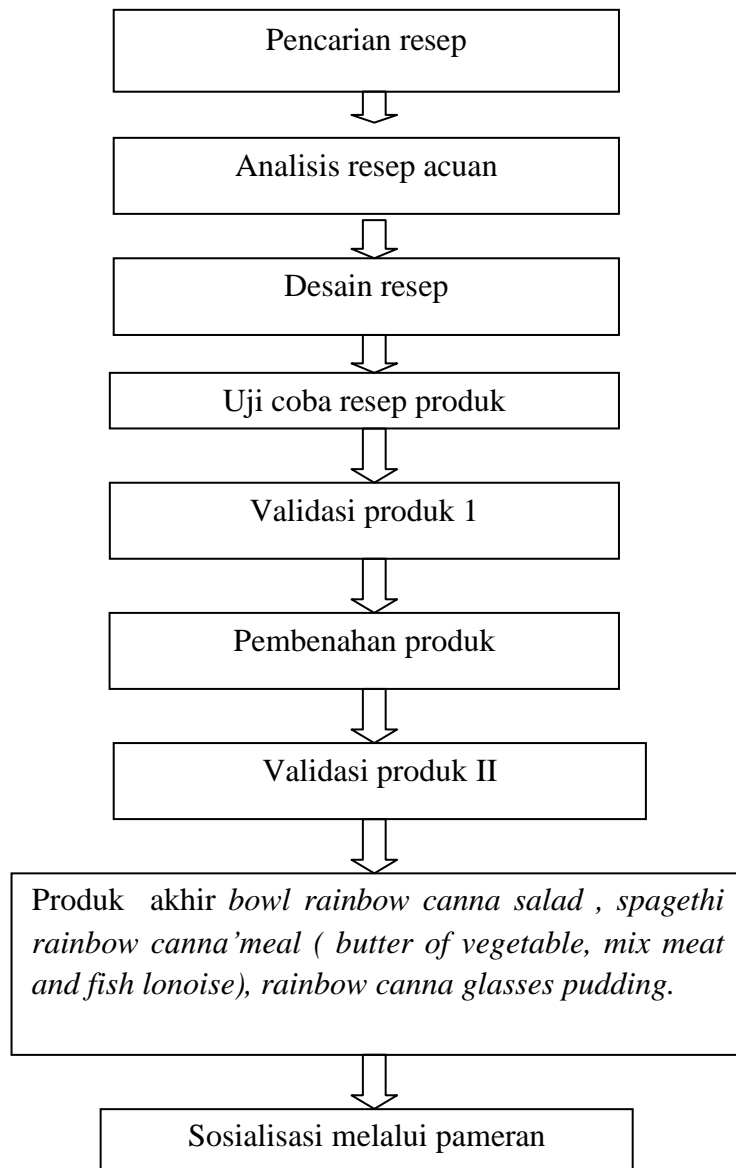 Pencarian resep
Analisis resep acuan
Desain resep
Uji coba resep produk
Validasi produk 1
Pembenahan produk
Validasi produk II
Produk akhir bowl rainbow canna salad , spagethi
rainbow canna’meal ( butter of vegetable, mix meat
and fish lonoise), rainbow canna glasses pudding.
Sosialisasi melalui pameran